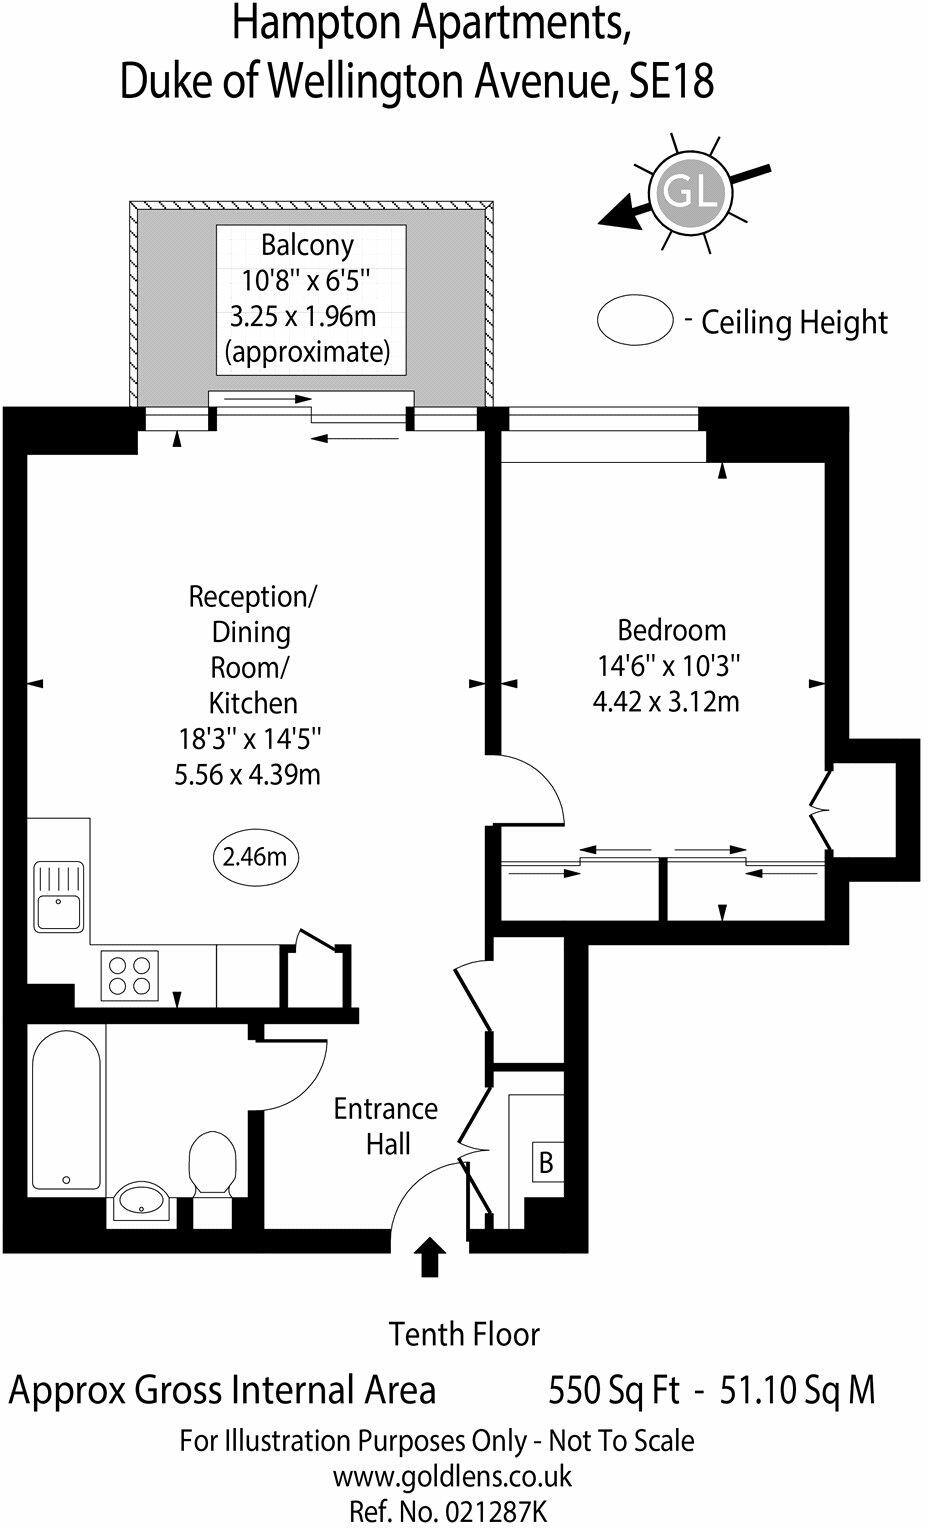 Hampton Apartments,
Duke of Wellington Avenue, SE18
GL
- Ceiling Height
Balcony
10'8" x 6'5"
3.25 x 1.96m
(approximate)
Reception/
Dining
Room/
Kitchen
18'3" x 14'5"
5.56 x 4.39m
2.46m
Bedroom
14'6" x 10'3"
4.42 x 3.12m
Entrance
Hall
B
Tenth Floor
Approx Gross Internal Area 550 Sq Ft - 51.10 Sq M
For Illustration Purposes Only - Not To Scale
www.goldlens.co.uk
Ref. No. 021287K